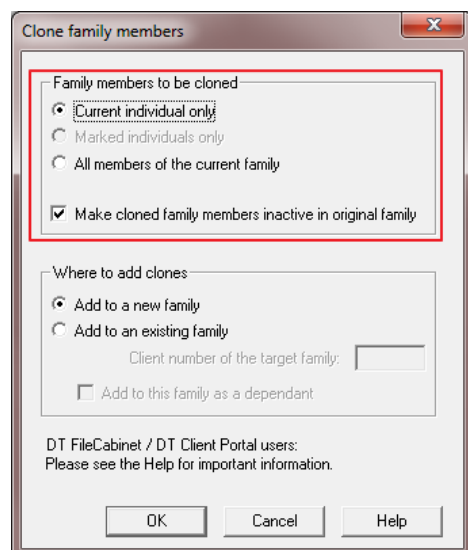 Clone family members
Family members to be cloned
Current individual only
Marked individuals only
All members of the current family
Make cloned family members inactive in original family
Where to add clones
Add to a new family
Add to an existing family
Client number of the target family:
Add to this family as a dependant
DT FileCabinet / DT Client Portal users:
Please see the Help for important information.
OK Cancel Help